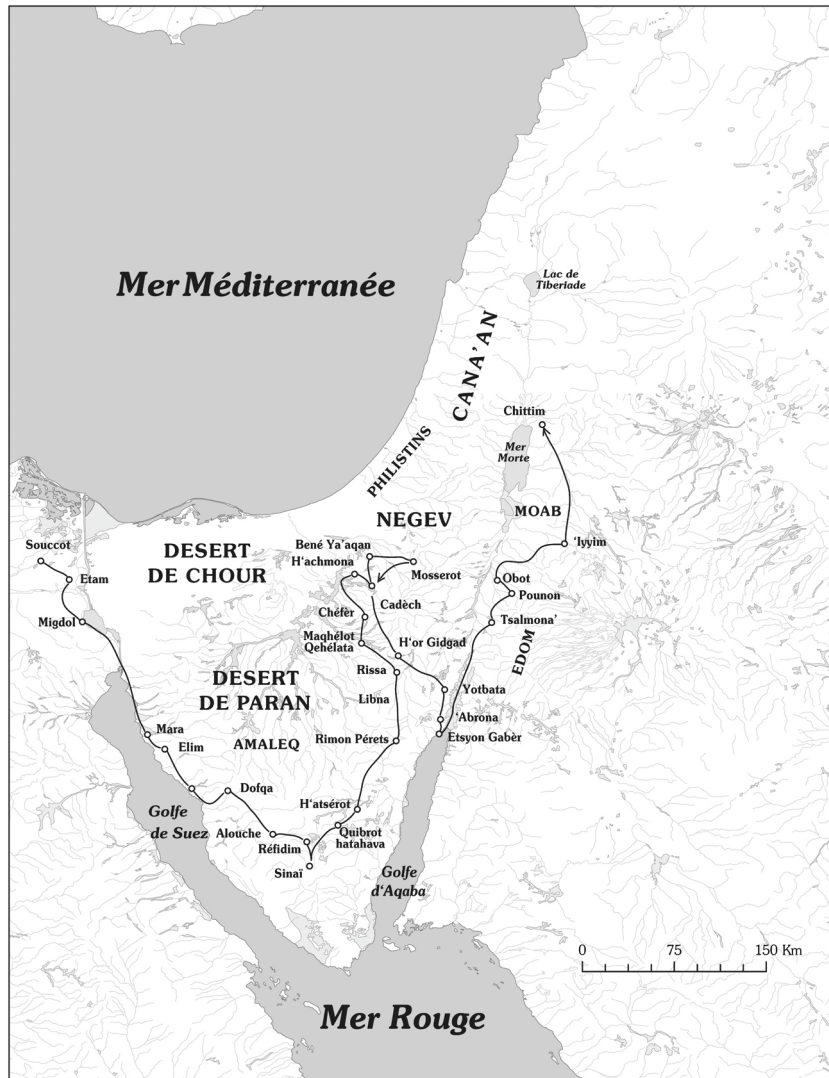 Lac de
Tiberiade
Mer Méditerranée
CANA’AN
Chittim
PHILISTINS
Mer
Morte
MOAB
NEGEV
Souccot
DESERT
DE CHOUR
Bené Ya’aqan
H‘achmona
Mosserot
‘Iyyim
Etam
Obot
Pounon
Cadèch
Chéfèr
Migdol
Tsalmona’
Maqhélot
Qehélata
H‘or Gidgad
EDOM
Rissa
DESERT
DE PARAN
Libna
Yotbata
‘Abrona
Mara
Elim
AMALEQ
Rimon Pérets
Etsyon Gabèr
Dofqa
H‘atsérot
Golfe
de Suez
Alouche
Réfidim
Quibrot
hatahava
Sinaï
Golfe
d‘Aqaba
0 75 150 Km
Mer Rouge